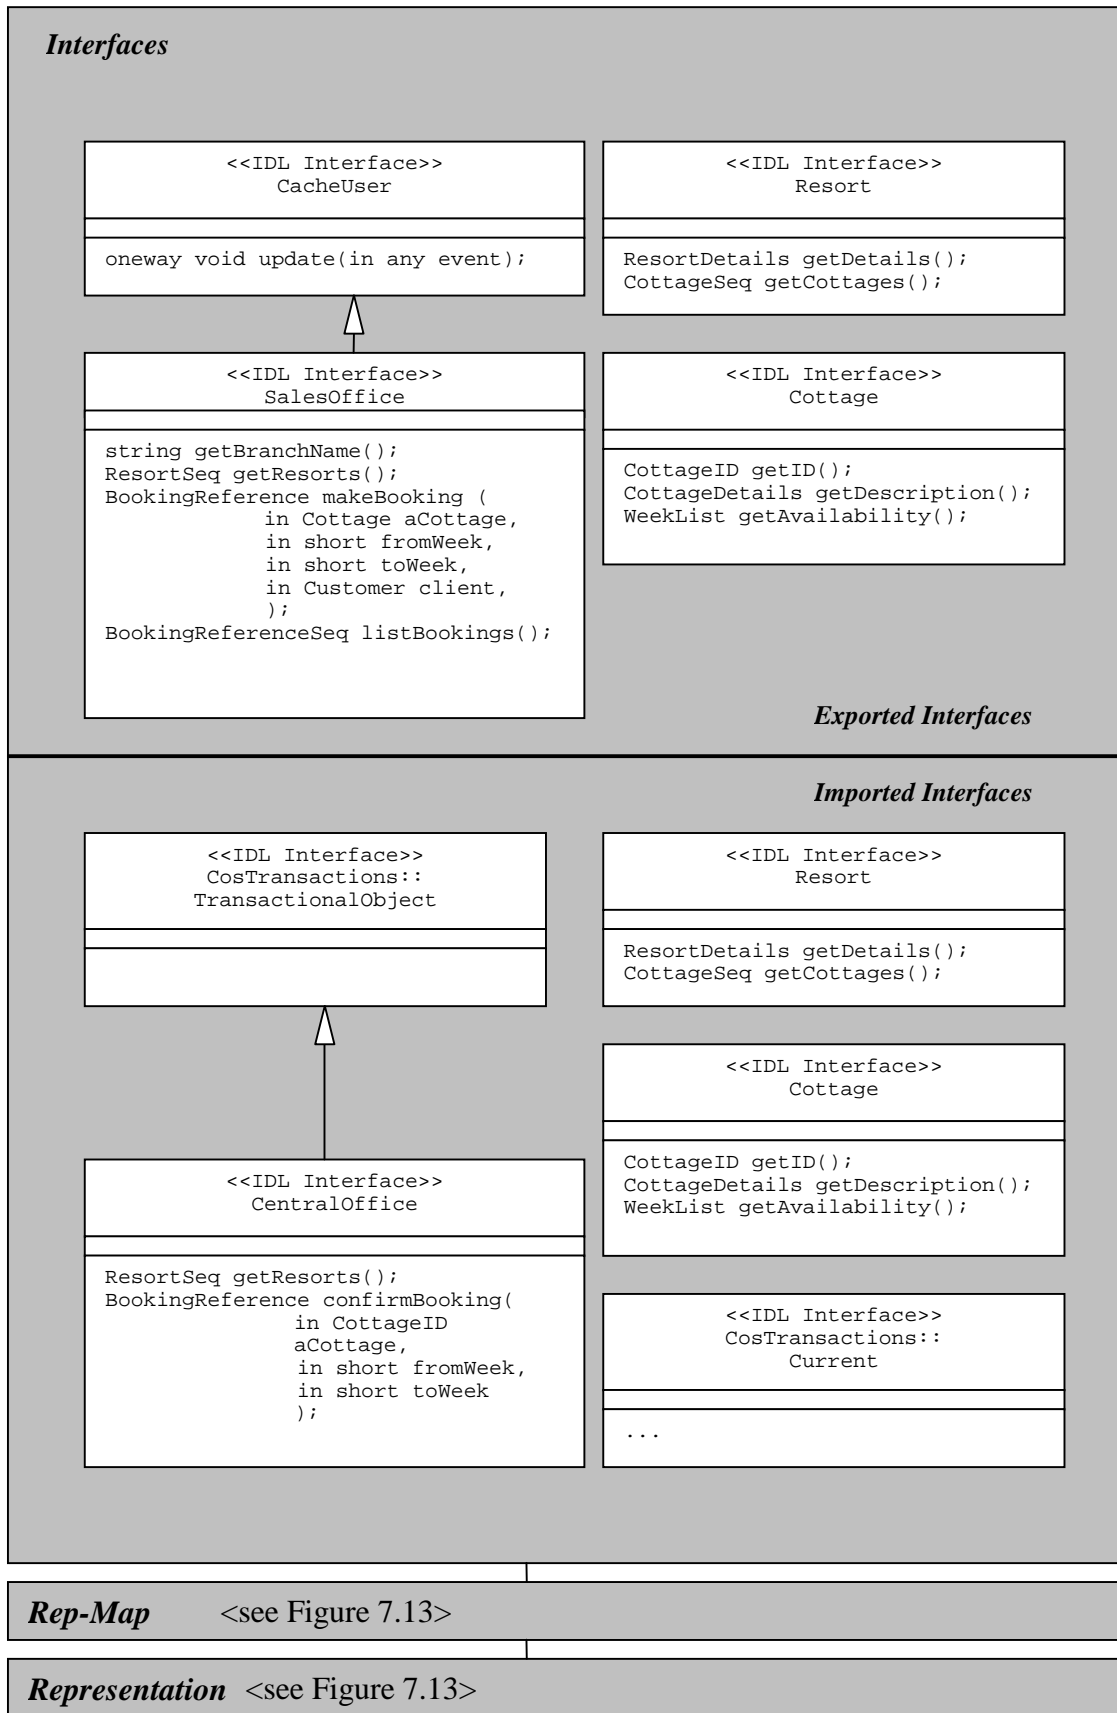 Interfaces
<<IDL Interface>>
CacheUser
oneway void update(in any event);
<<IDL Interface>>
Resort
ResortDetails getDetails();
CottageSeq getCottages();
<<IDL Interface>>
SalesOffice
string getBranchName();
ResortSeq getResorts();
BookingReference makeBooking (
in Cottage aCottage,
in short fromWeek,
in short toWeek,
in Customer client,
);
BookingReferenceSeq listBookings();
<<IDL Interface>>
Cottage
CottageID getID();
CottageDetails getDescription();
WeekList getAvailability();
Exported Interfaces
Imported Interfaces
<<IDL Interface>>
CosTransactions::
TransactionalObject
<<IDL Interface>>
Resort
ResortDetails getDetails();
CottageSeq getCottages();
<<IDL Interface>>
Cottage
CottageID getID();
CottageDetails getDescription();
WeekList getAvailability();
<<IDL Interface>>
CentralOffice
ResortSeq getResorts();
BookingReference confirmBooking(
in CottageID
aCottage,
in short fromWeek,
in short toWeek
);
<<IDL Interface>>
CosTransactions::
Current
...
Rep-Map <see Figure 7.13>
Representation <see Figure 7.13>